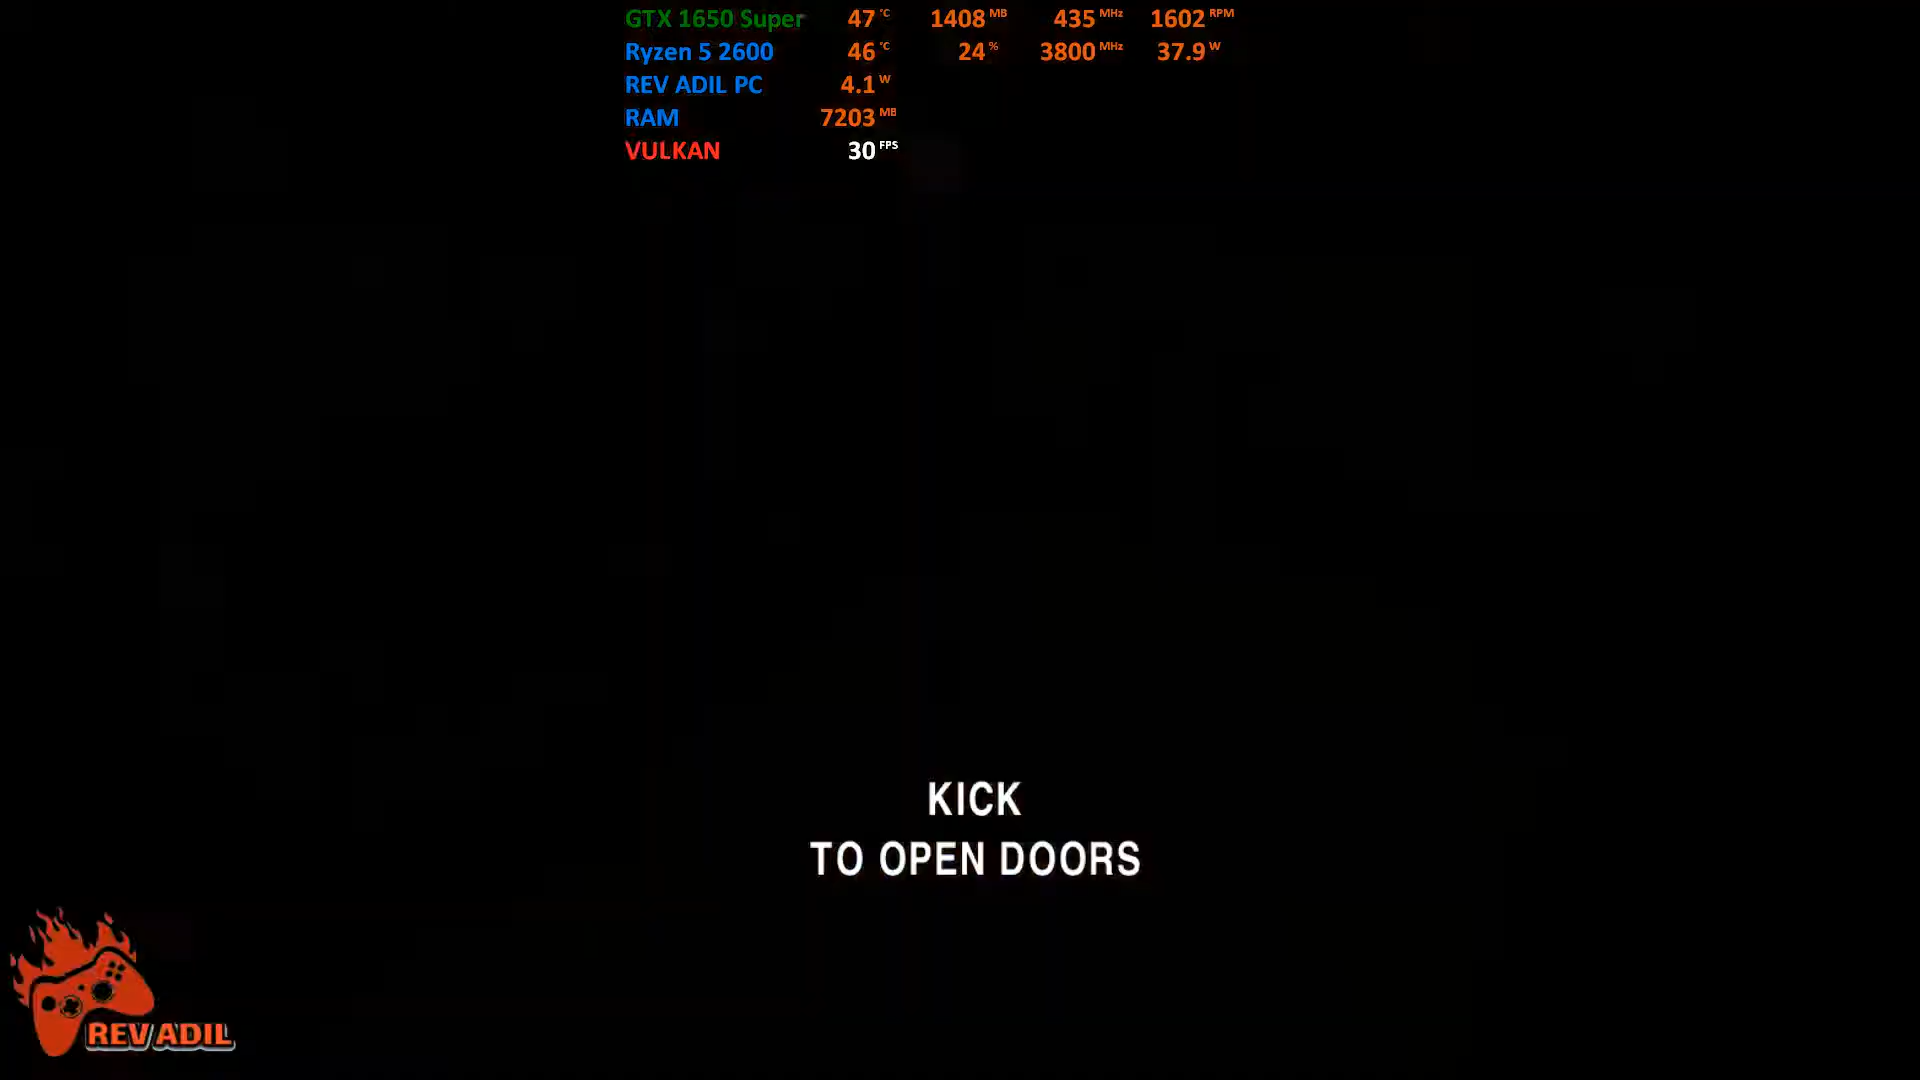 GTX 1650 Super 47 °C 1408 MB 435 MHz 1602 RPM
Ryzen 5 2600 46 °C 24 % 3800 MHz 37.9 W
REV ADIL PC 4.1 W
RAM 7203 MB
VULKAN 30 FPS
KICK
TO OPEN DOORS
REV ADIL